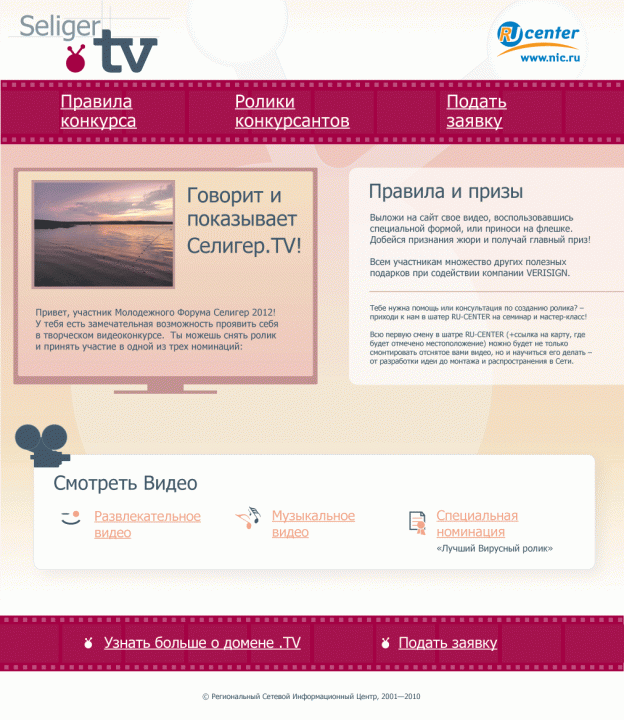 Seliger
.tv
RU center
www.nic.ru
Правила
конкурса
Ролики
конкурсантов
Подать
заявку
Говорит и
показывает
Селигер.TV!
Привет, участник Молодежного Форума Селигер 2012!
У тебя есть замечательная возможность проявить себя
в творческом видеоконкурсе. Ты можешь снять ролик
и принять участие в одной из трех номинаций:
Правила и призы
Выложи на сайт свое видео, воспользовавшись
специальной формой, или приноси на флешке.
Добейся признания жюри и получай главный приз!
Всем участникам множество других полезных
подарков при содействии компании VERISIGN.
Тебе нужна помощь или консультация по созданию ролика? –
приходи к нам в шатер RU-CENTER на семинар и мастер-класс!
Всю первую смену в шатре RU-CENTER (+ссылка на карту, где
будет отмечено местоположение) можно будет не только
смонтировать отснятое вами видео, но и научиться его делать –
от разработки идеи до монтажа и распространения в Сети.
Смотреть Видео
Развлекательное
видео
Музыкальное
видео
Специальная
номинация
«Лучший Вирусный ролик»
Узнать больше о домене .TV
Подать заявку
© Региональный Сетевой Информационный Центр, 2001—2010